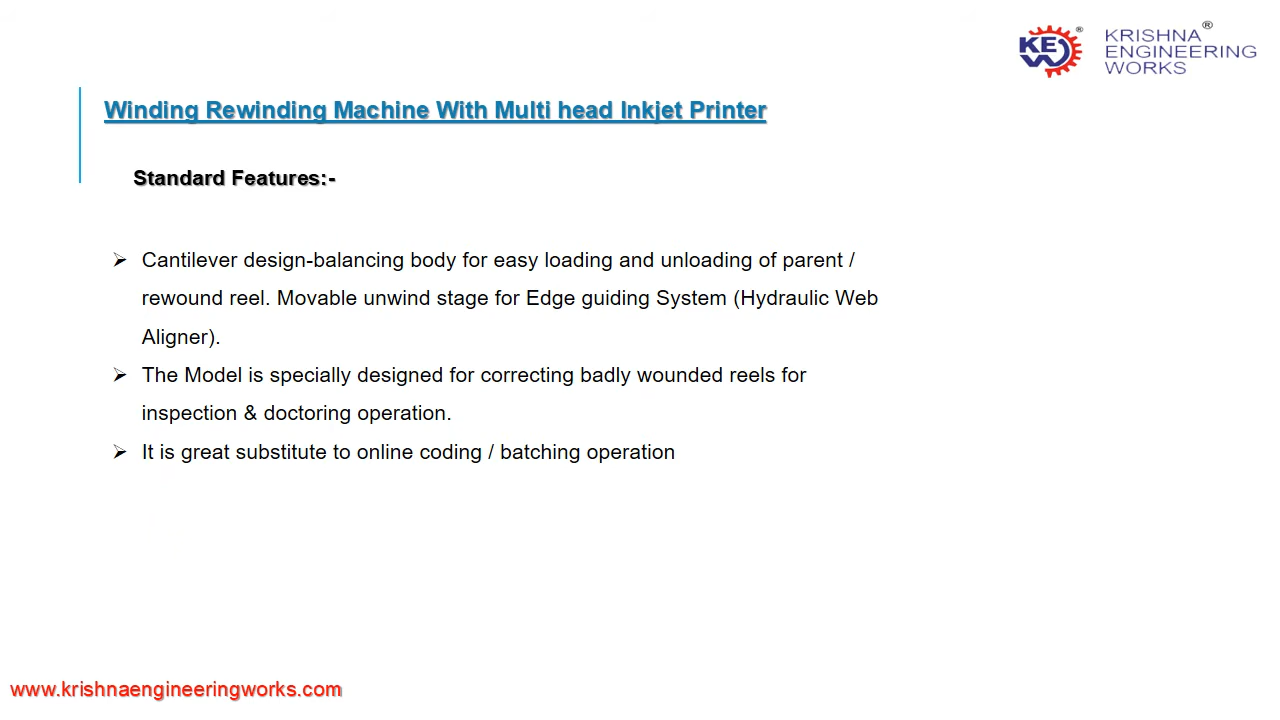 KEW® KRISHNA®
ENGINEERING
WORKS
Winding Rewinding Machine With Multi head Inkjet Printer
Standard Features:-
➢ Cantilever design-balancing body for easy loading and unloading of parent /
rewound reel. Movable unwind stage for Edge guiding System (Hydraulic Web
Aligner).
➢ The Model is specially designed for correcting badly wounded reels for
inspection & doctoring operation.
➢ It is great substitute to online coding / batching operation
www.krishnaengineeringworks.com